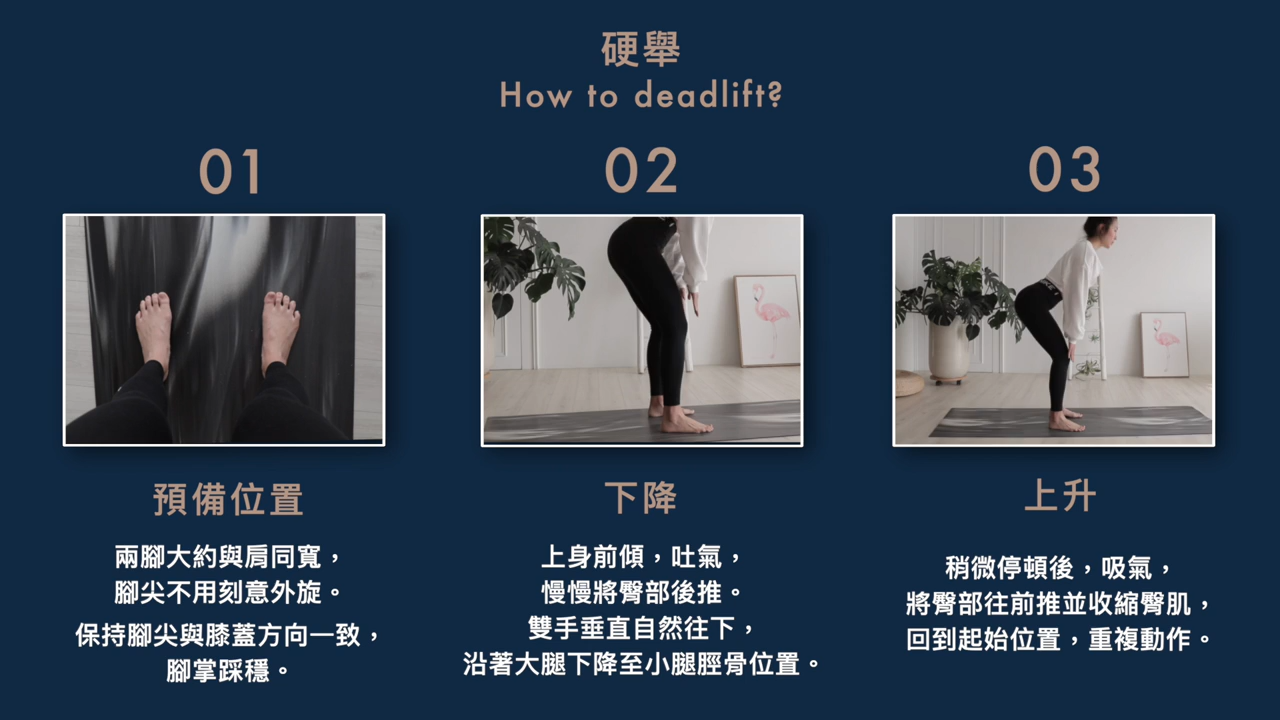 硬舉
How to deadlift?
01
02
03
預備位置
兩腳大約與肩同寬，
腳尖不用刻意外旋。
保持腳尖與膝蓋方向一致，
腳掌踩穩。
下降
上身前傾，吐氣，
慢慢將臀部後推。
雙手垂直自然往下，
沿著大腿下降至小腿脛骨位置。
上升
稍微停頓後，吸氣，
將臀部往前推並收縮臀肌，
回到起始位置，重複動作。